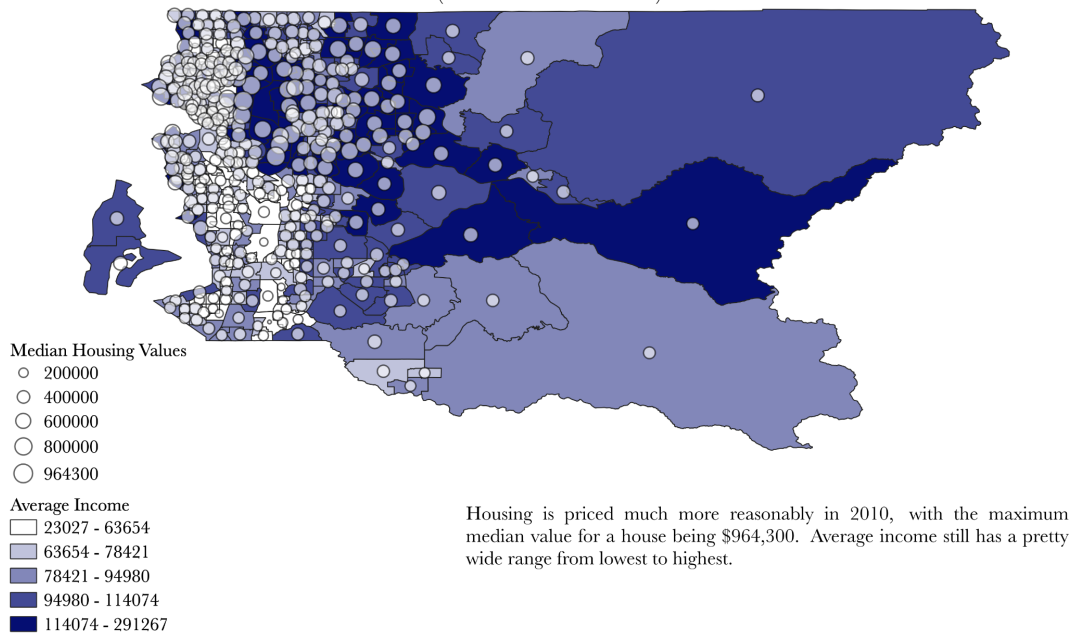 Median Housing Values
200000
400000
600000
800000
964300
Average Income
23027 - 63654
63654 - 78421
78421 - 94980
94980 - 114074
114074 - 291267
Housing is priced much more reasonably in 2010, with the maximum
median value for a house being $964,300. Average income still has a pretty
wide range from lowest to highest.